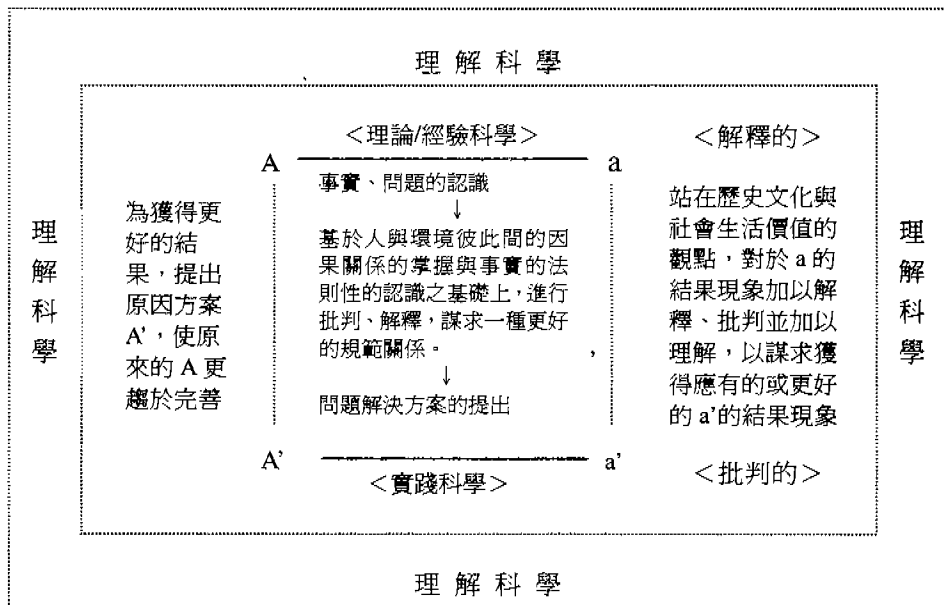 理解科學
理解科學
<理論/經驗科學>
A
a
事實、問題的認識
↓
基於人與環境彼此間的因
果關係的掌握與事實的法
則性的認識之基礎上,進行
批判、解釋,謀求一種更好
的規範關係。
↓
問題解決方案的提出
A’
a’
<實踐科學>
為獲得更
好的結
果,提出
原因方案
A’,使原
來的 A 更
趨於完善
<解釋的>
站在歷史文化與
社會生活價值的
觀點,對於 a 的
結果現象加以解
釋、批判並加以
理解,以謀求獲
得應有的或更好
的 a’的結果現象
<批判的>
理解科學
理解科學